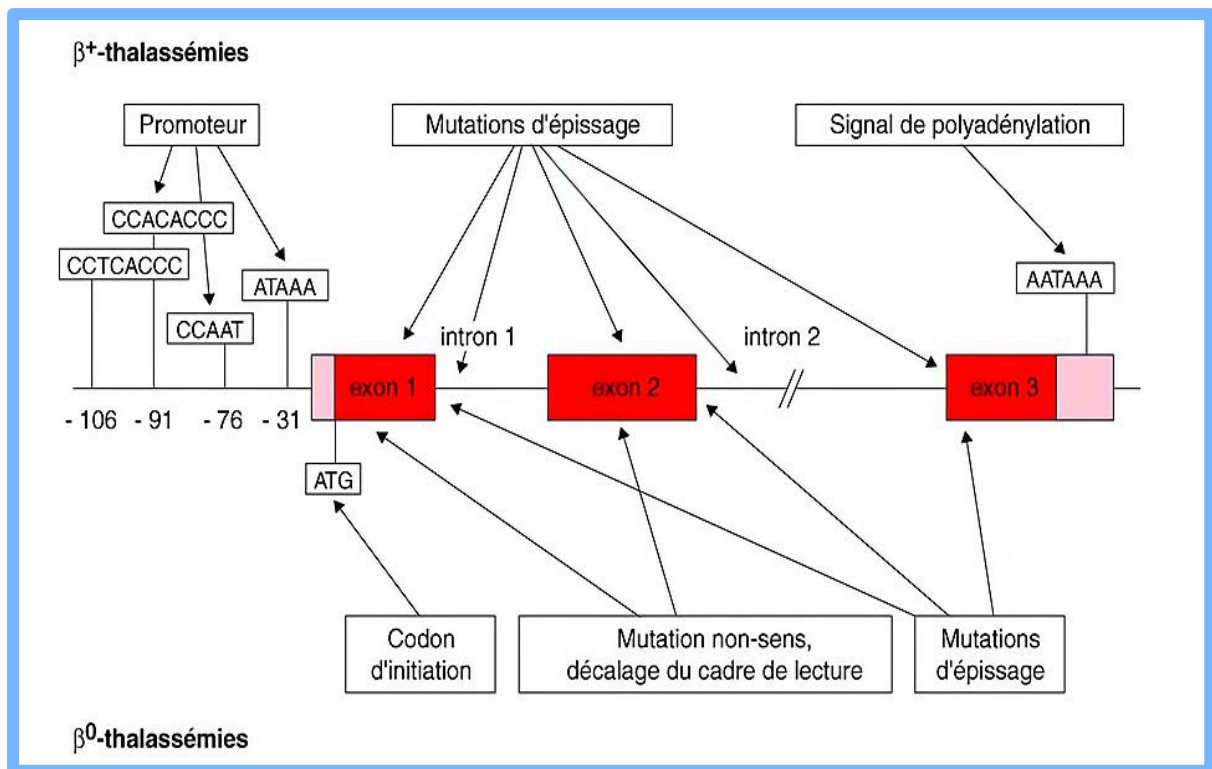 β+-thalassémies
Promoteur
Mutations d'épissage
Signal de polyadénylation
CCACACCC
CCTCACCC
AATAAA
ATAAA
CCAAT
intron 1
intron 2
exon 1
exon 2
exon 3
- 106
- 91
- 76
- 31
ATG
Codon
d'initiation
Mutation non-sens,
décalage du cadre de lecture
Mutations
d'épissage
β0-thalassémies